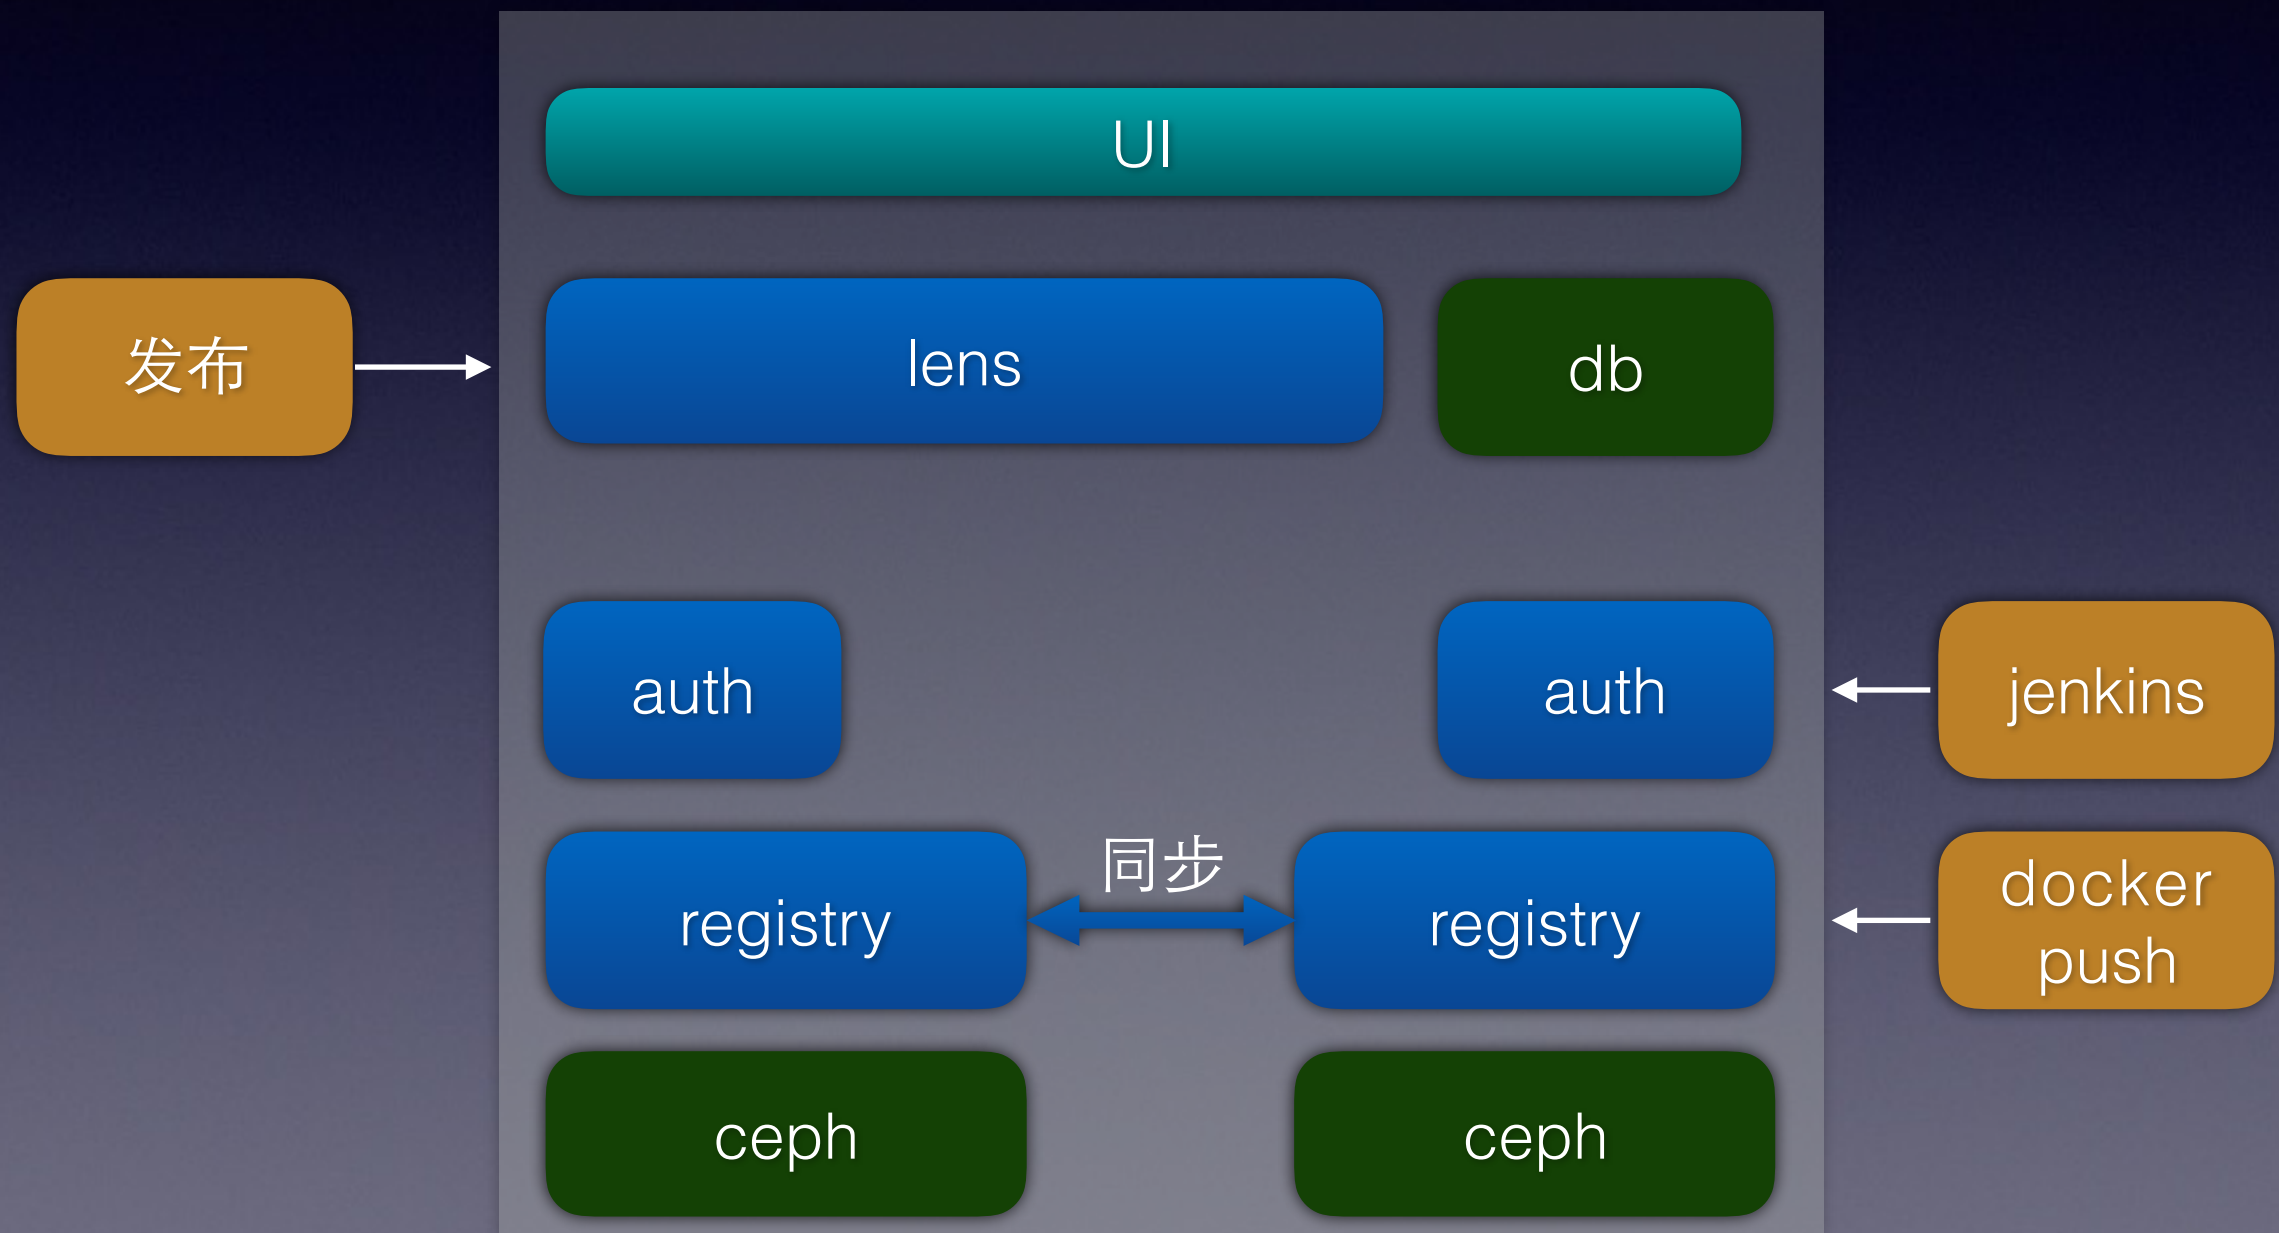 UI
发布
lens
db
auth
auth
jenkins
同步
registry
registry
docker
push
ceph
ceph